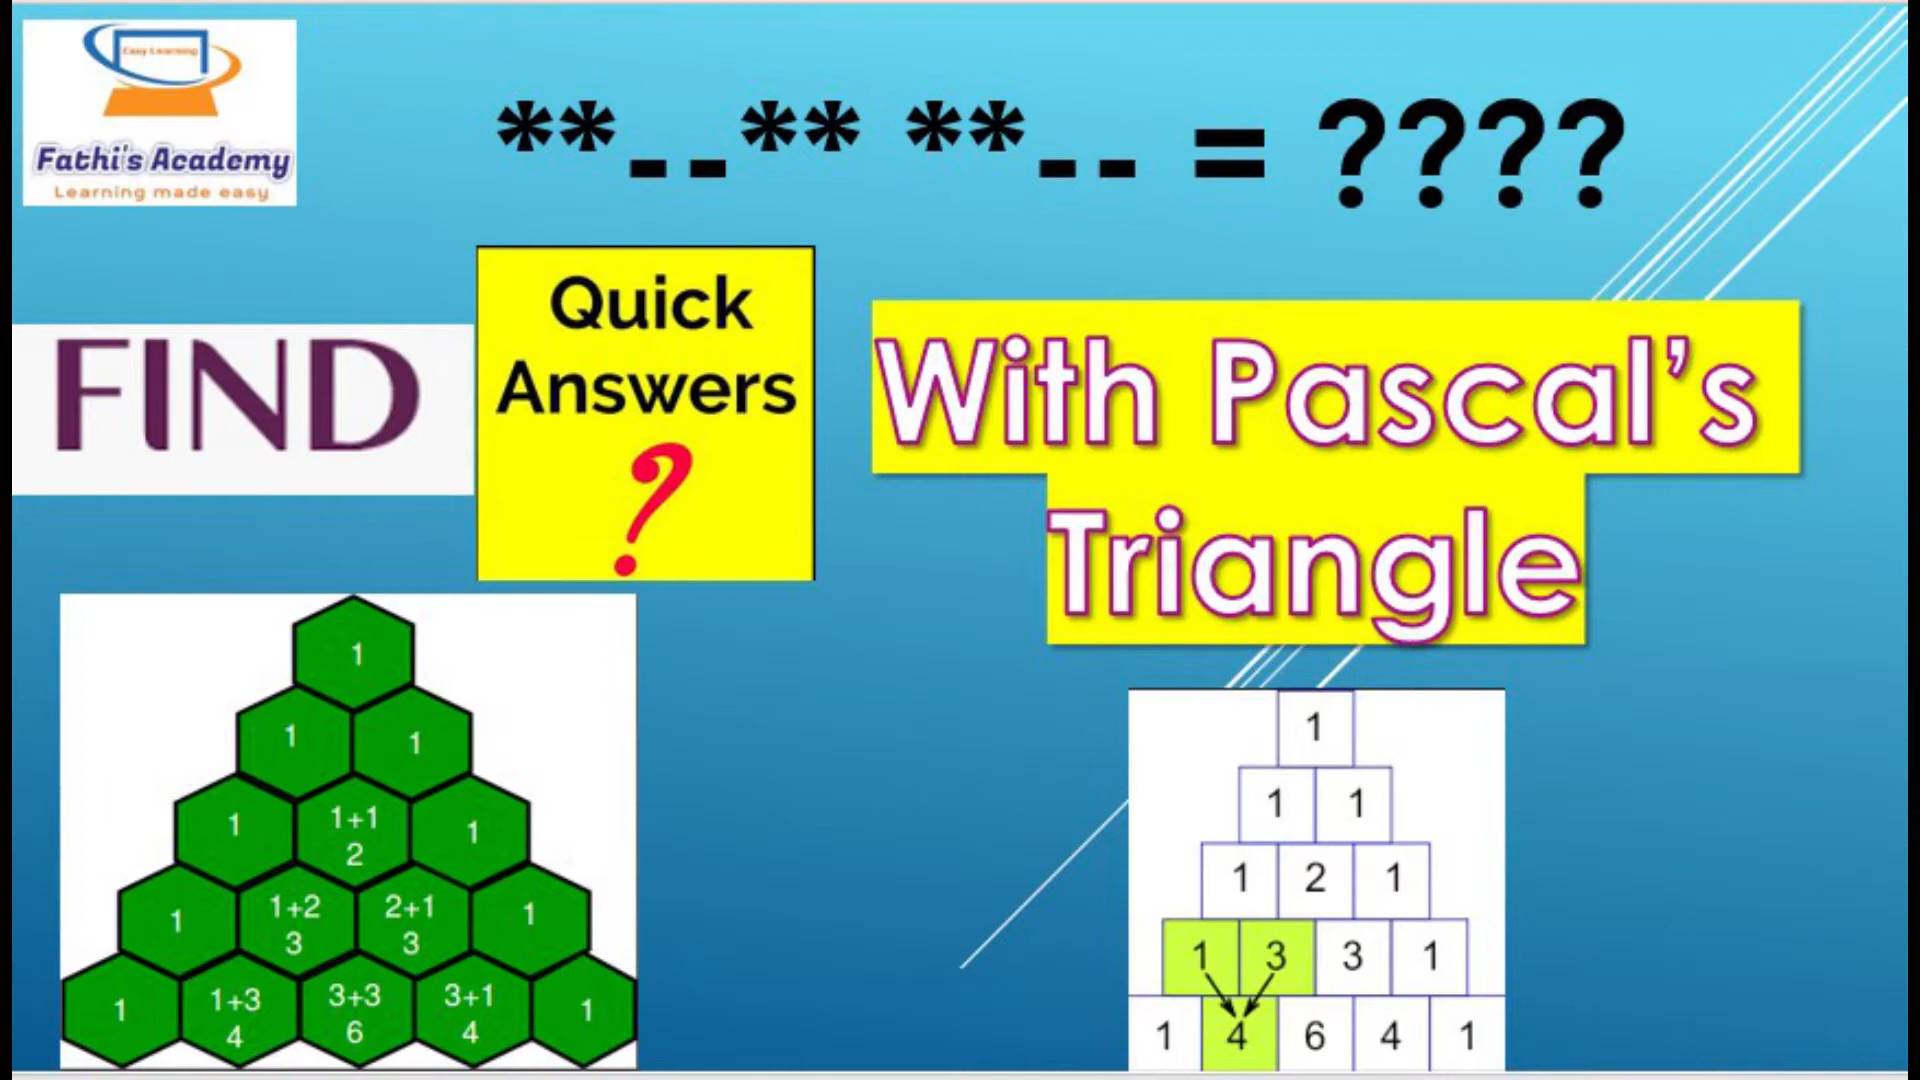 Easy Learning
Fathi's Academy
Learning made easy
**--** **-- = ????
FIND
Quick
Answers
?
With Pascal's
Triangle
1
1 1
1 1+1 1
2
1 1+2 2+1 1
3 3
1 1+3 3+3 3+1 1
4 6 4
1
1 1
1 2 1
1 3 3 1
1 4 6 4 1